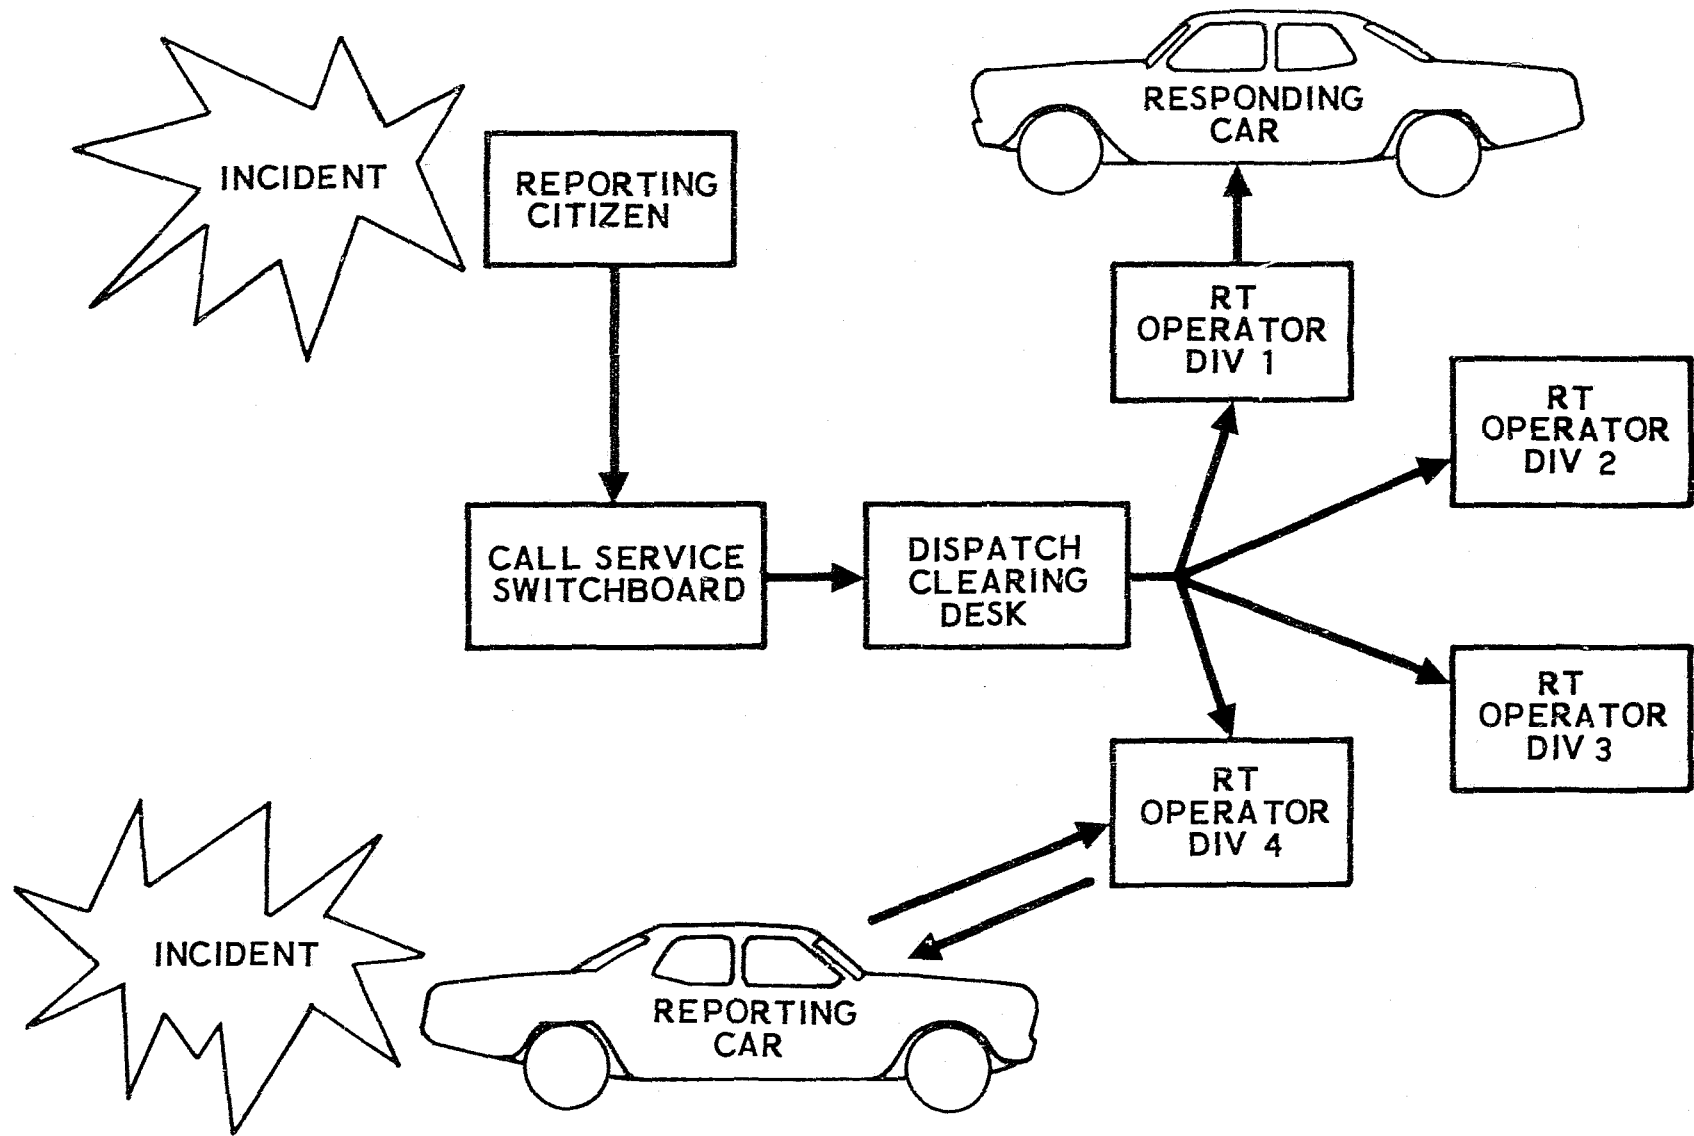 INCIDENT
REPORTING
CITIZEN
RESPONDING
CAR
RT
OPERATOR
DIV 1
RT
OPERATOR
DIV 2
CALL SERVICE
SWITCHBOARD
DISPATCH
CLEARING
DESK
RT
OPERATOR
DIV 3
RT
OPERATOR
DIV 4
INCIDENT
REPORTING
CAR